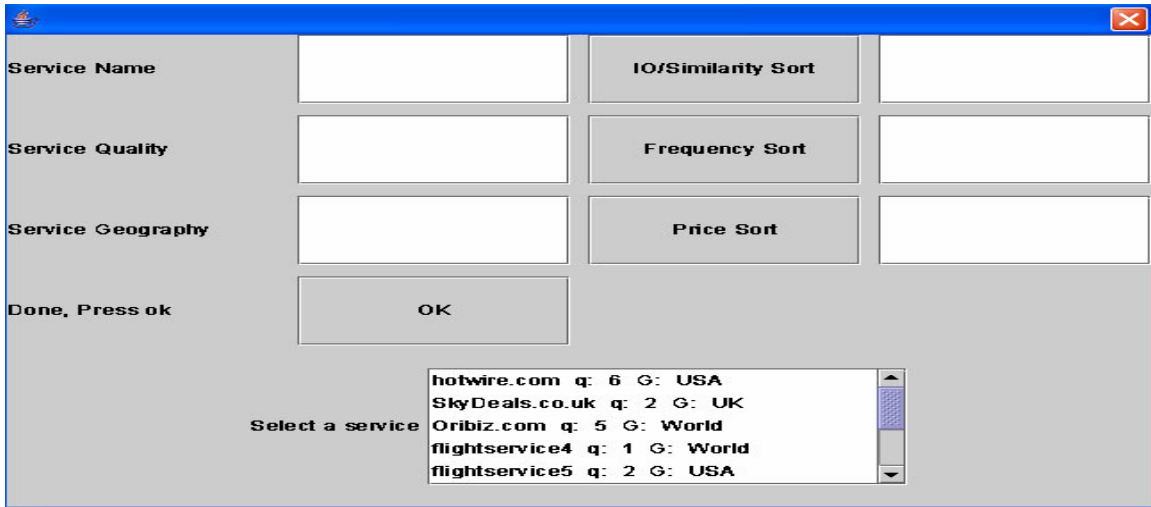 Service Name IO/Similarity Sort
Service Quality Frequency Sort
Service Geography Price Sort
Done, Press ok OK
hotwire.com q: 6 G: USA
SkyDeals.co.uk q: 2 G: UK
Select a service Oribiz.com q: 5 G: World
flightservice4 q: 1 G: World
flightservice5 q: 2 G: USA